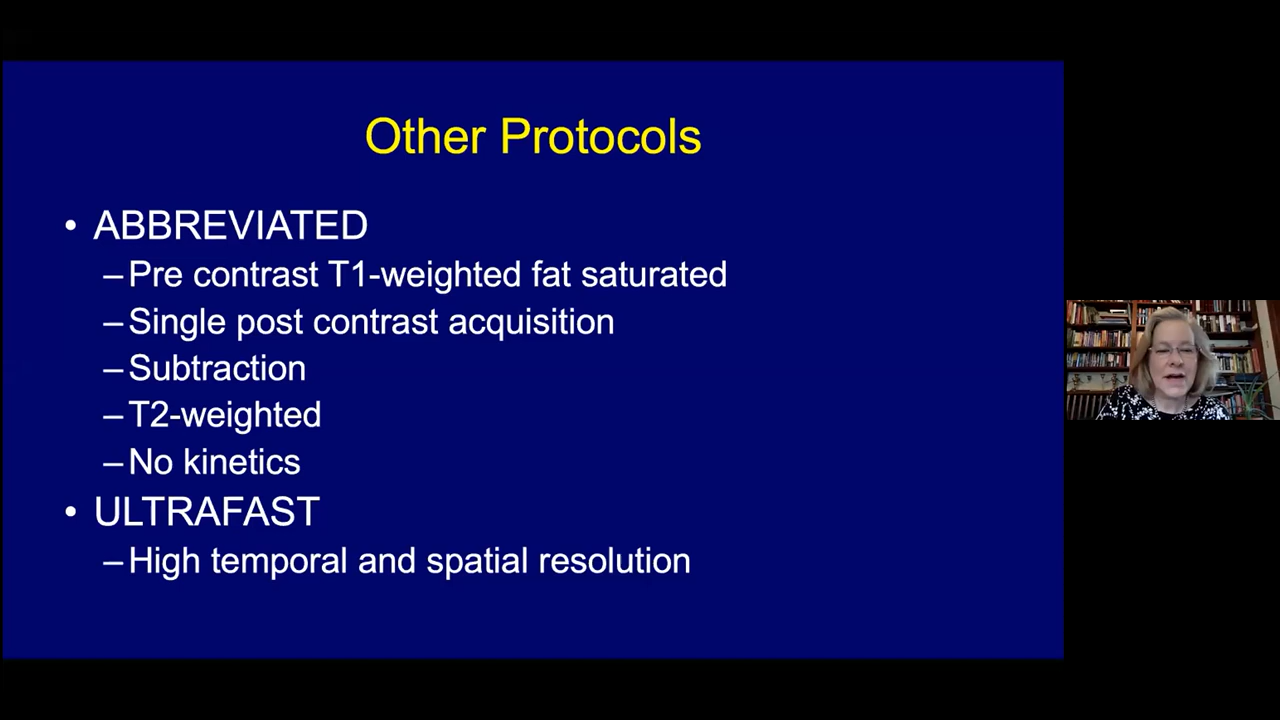 Other Protocols
• ABBREVIATED
–Pre contrast T1-weighted fat saturated
–Single post contrast acquisition
–Subtraction
–T2-weighted
–No kinetics
• ULTRAFAST
–High temporal and spatial resolution